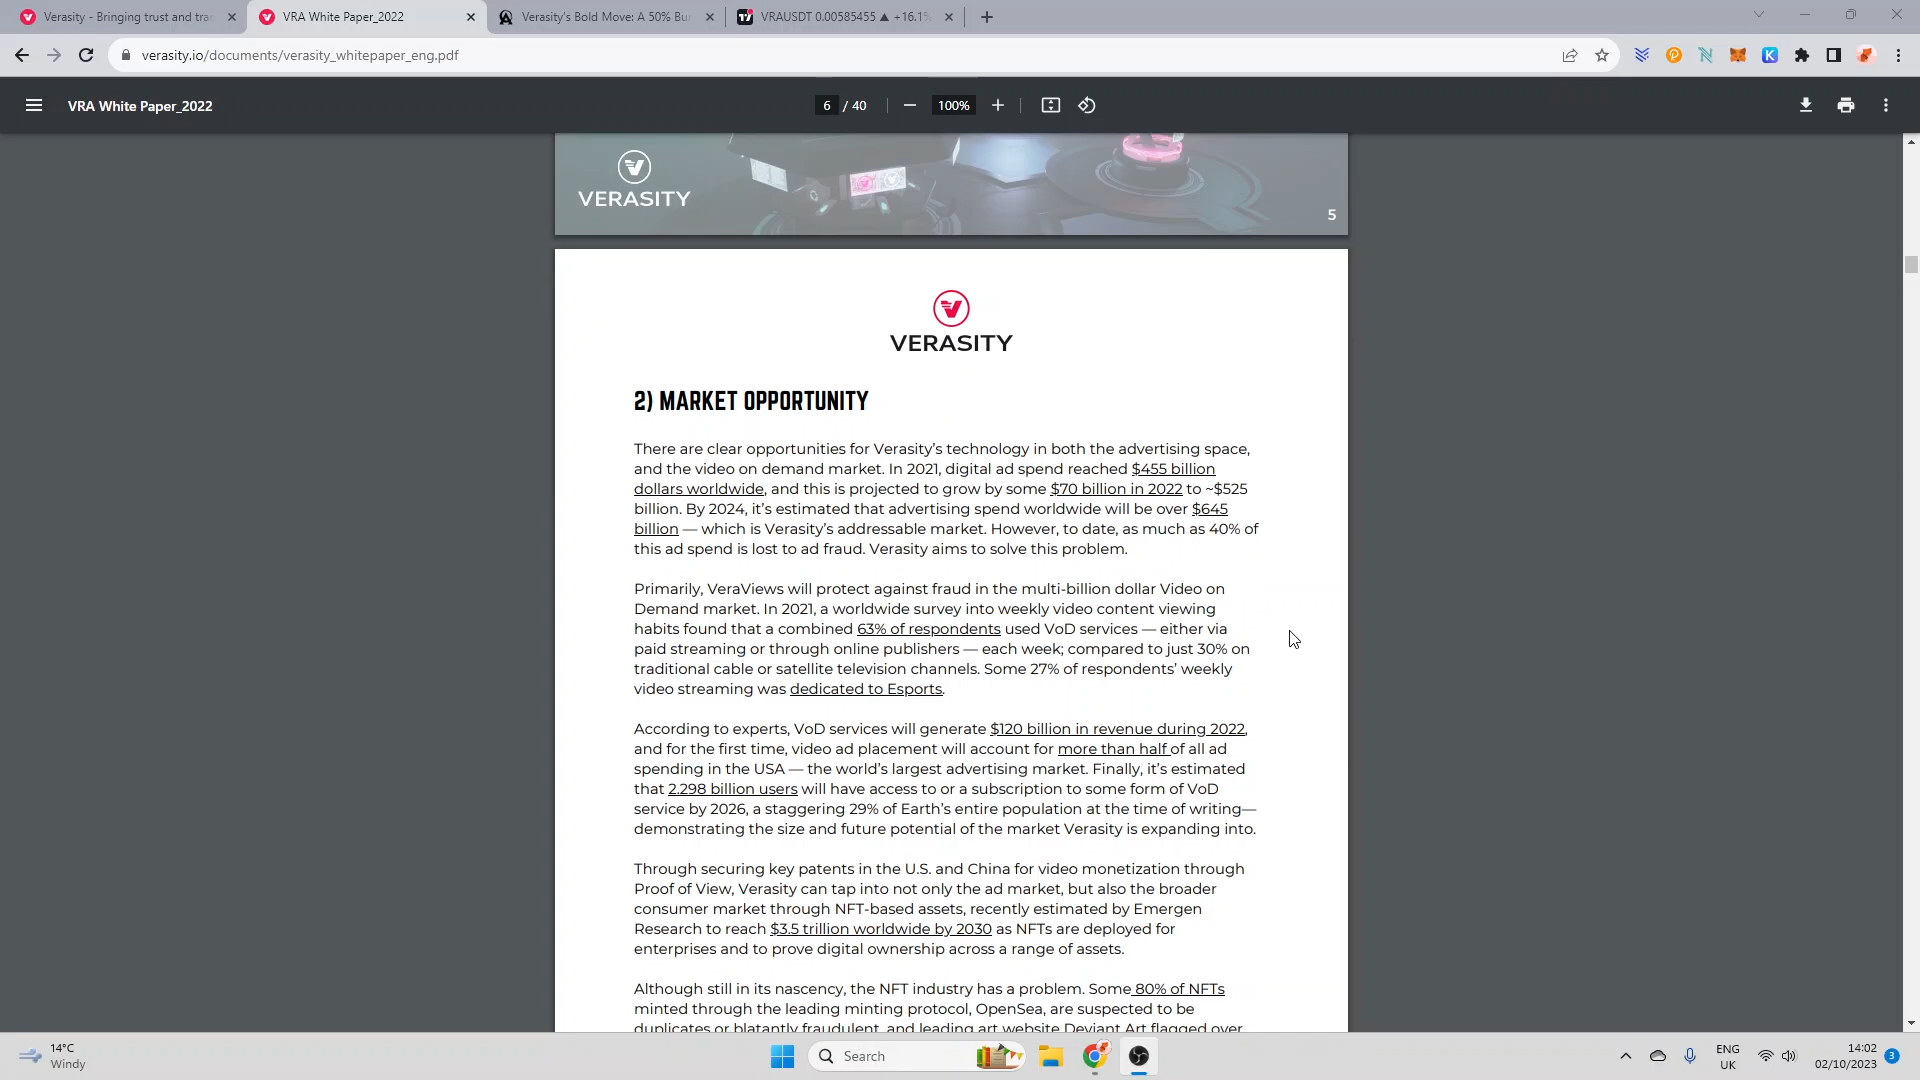 Verasity - Bringing trust and tra
VRA White Paper_2022
Verasity's Bold Move: A 50% Bu
VRAUSDT 0.00585455 ▲ +16.1%
verasity.io/documents/verasity_whitepaper_eng.pdf
VRA White Paper_2022
6 / 40
100%
VERASITY
5
VERASITY
2) MARKET OPPORTUNITY
There are clear opportunities for Verasity's technology in both the advertising space,
and the video on demand market. In 2021, digital ad spend reached $455 billion
dollars worldwide, and this is projected to grow by some $70 billion in 2022 to ~$525
billion. By 2024, it's estimated that advertising spend worldwide will be over $645
billion — which is Verasity's addressable market. However, to date, as much as 40% of
this ad spend is lost to ad fraud. Verasity aims to solve this problem.
Primarily, VeraViews will protect against fraud in the multi-billion dollar Video on
Demand market. In 2021, a worldwide survey into weekly video content viewing
habits found that a combined 63% of respondents used VoD services — either via
paid streaming or through online publishers — each week; compared to just 30% on
traditional cable or satellite television channels. Some 27% of respondents' weekly
video streaming was dedicated to Esports.
According to experts, VoD services will generate $120 billion in revenue during 2022,
and for the first time, video ad placement will account for more than half of all ad
spending in the USA — the world's largest advertising market. Finally, it's estimated
that 2.298 billion users will have access to or a subscription to some form of VoD
service by 2026, a staggering 29% of Earth's entire population at the time of writing—
demonstrating the size and future potential of the market Verasity is expanding into.
Through securing key patents in the U.S. and China for video monetization through
Proof of View, Verasity can tap into not only the ad market, but also the broader
consumer market through NFT-based assets, recently estimated by Emergen
Research to reach $3.5 trillion worldwide by 2030 as NFTs are deployed for
enterprises and to prove digital ownership across a range of assets.
Although still in its nascency, the NFT industry has a problem. Some 80% of NFTs
minted through the leading minting protocol, OpenSea, are suspected to be
duplicates or blatantly fraudulent, and leading art website Deviant Art flagged over
14°C
Windy
Search
ENG
UK
14:02
02/10/2023
3